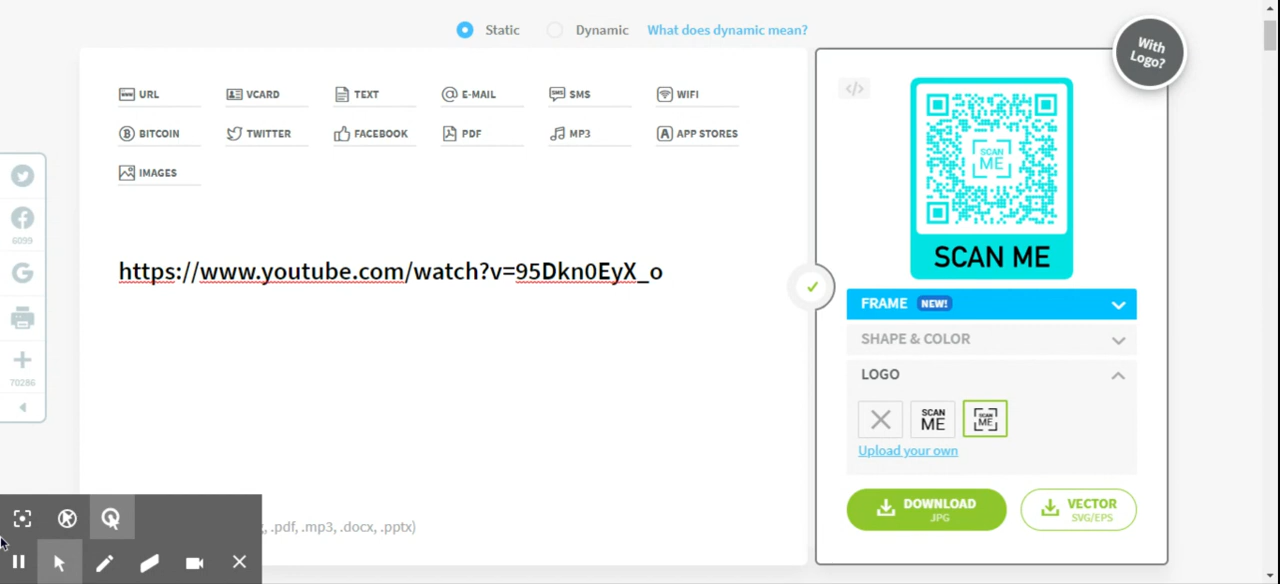 Static Dynamic What does dynamic mean?
With
Logo?
URL VCARD TEXT E-MAIL SMS WIFI
BITCOIN TWITTER FACEBOOK PDF MP3 APP STORES
IMAGES
https://www.youtube.com/watch?v=95Dkn0EyX_o
6099
70286
SCAN
ME
SCAN ME
FRAME NEW!
SHAPE & COLOR
LOGO
SCAN
ME
SCAN
ME
Upload your own
DOWNLOAD
JPG
VECTOR
SVG/EPS
, .pdf, .mp3, .docx, .pptx)